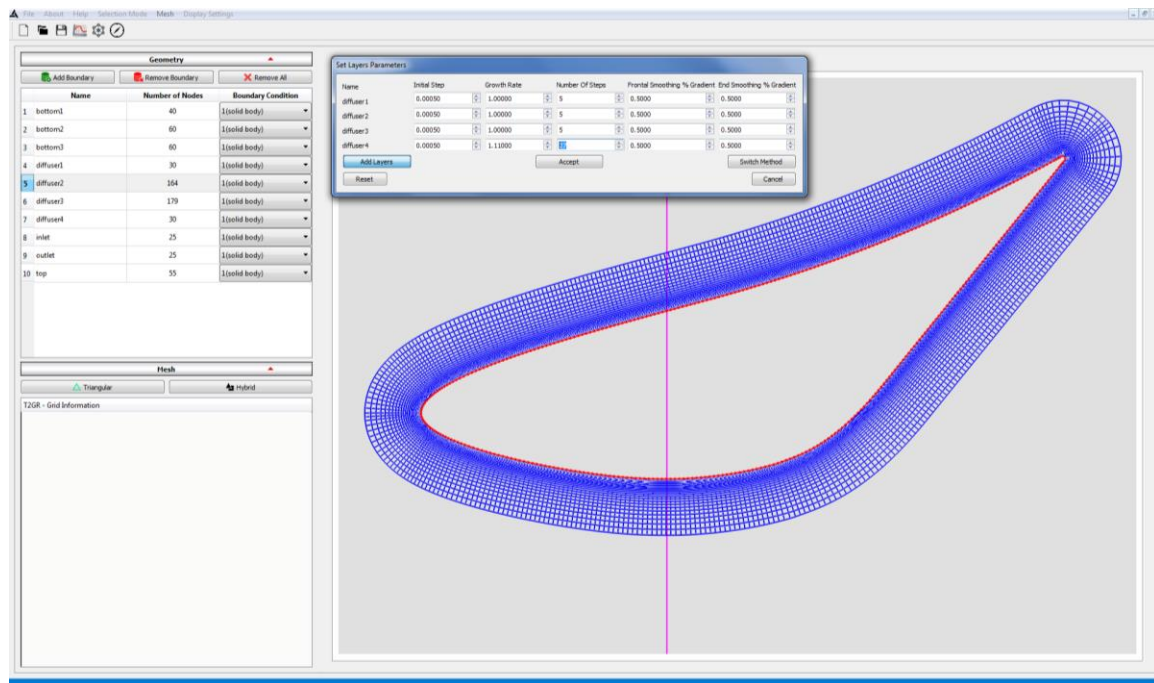 File About Help Selection Mode Mesh Display Settings
Geometry
Add Boundary Remove Boundary Remove All
Name Number of Nodes Boundary Condition
1 bottom1 40 1(solid body)
2 bottom2 60 1(solid body)
3 bottom3 60 1(solid body)
4 diffuser1 30 1(solid body)
5 diffuser2 164 1(solid body)
6 diffuser3 179 1(solid body)
7 diffuser4 30 1(solid body)
8 inlet 25 1(solid body)
9 outlet 25 1(solid body)
10 top 55 1(solid body)
Mesh
Triangular Hybrid
T2GR - Grid Information
Set Layers Parameters
Name Initial Step Growth Rate Number Of Steps Frontal Smoothing % Gradient End Smoothing % Gradient
diffuser1 0.00050 1.00000 5 0.5000 0.5000
diffuser2 0.00050 1.00000 5 0.5000 0.5000
diffuser3 0.00050 1.00000 5 0.5000 0.5000
diffuser4 0.00050 1.11000 0.5000 0.5000
Add Layers Accept Switch Method
Reset Cancel